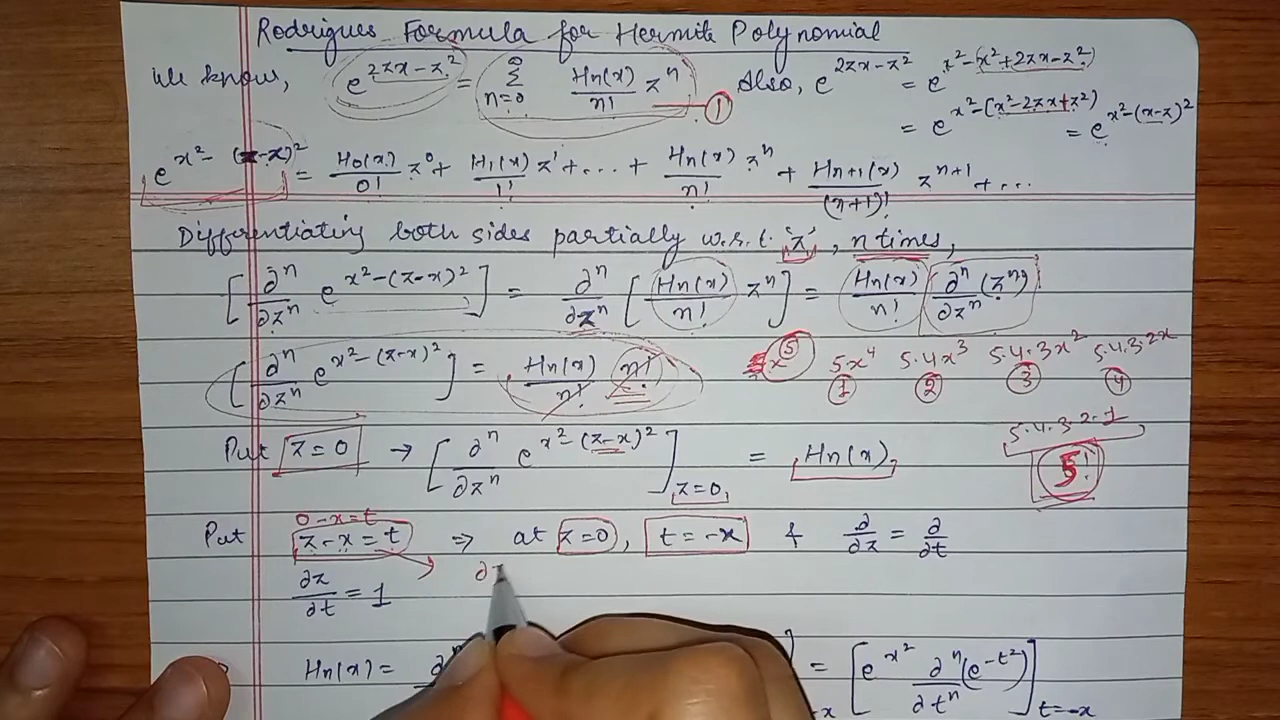 Rodrigues Formula for Hermite Polynomial
We know, e^{2zx-z^2} = ∑_{n=0}^{∞} Hn(x)/n! z^n ① Also, e^{2zx-z^2} = e^{x^2-x^2+2zx-z^2}
= e^{x^2-(x^2-2zx+z^2)} = e^{x^2-(x-z)^2}
e^{x^2-(z-x)^2} = H0(x)/0! z^0 + H1(x)/1! z^1 + ... + Hn(x)/n! z^n + Hn+1(x)/(n+1)! z^{n+1} + ...
Differentiating both sides partially w.r.t. 'z', n times,
[∂^n/∂z^n e^{x^2-(z-x)^2}] = ∂^n/∂z^n [Hn(x)/n! z^n] = Hn(x)/n! ∂^n/∂z^n (z^n)
[∂^n/∂z^n e^{x^2-(z-x)^2}] = Hn(x)/n! n! x^5 5x^4 5.4x^3 5.4.3x^2 5.4.3.2x
① ② ③ ④
5.4.3.2.1
Put z=0 → [∂^n/∂z^n e^{x^2-(z-x)^2}]_{z=0} = Hn(x) 5!
0-x=t
Put z-x=t ⇒ at z=0, t=-x & ∂/∂z = ∂/∂t
∂z/∂t = 1 ∂
Hn(x) = = [e^{x^2} ∂^n/∂t^n (e^{-t^2})]_{t=-x}